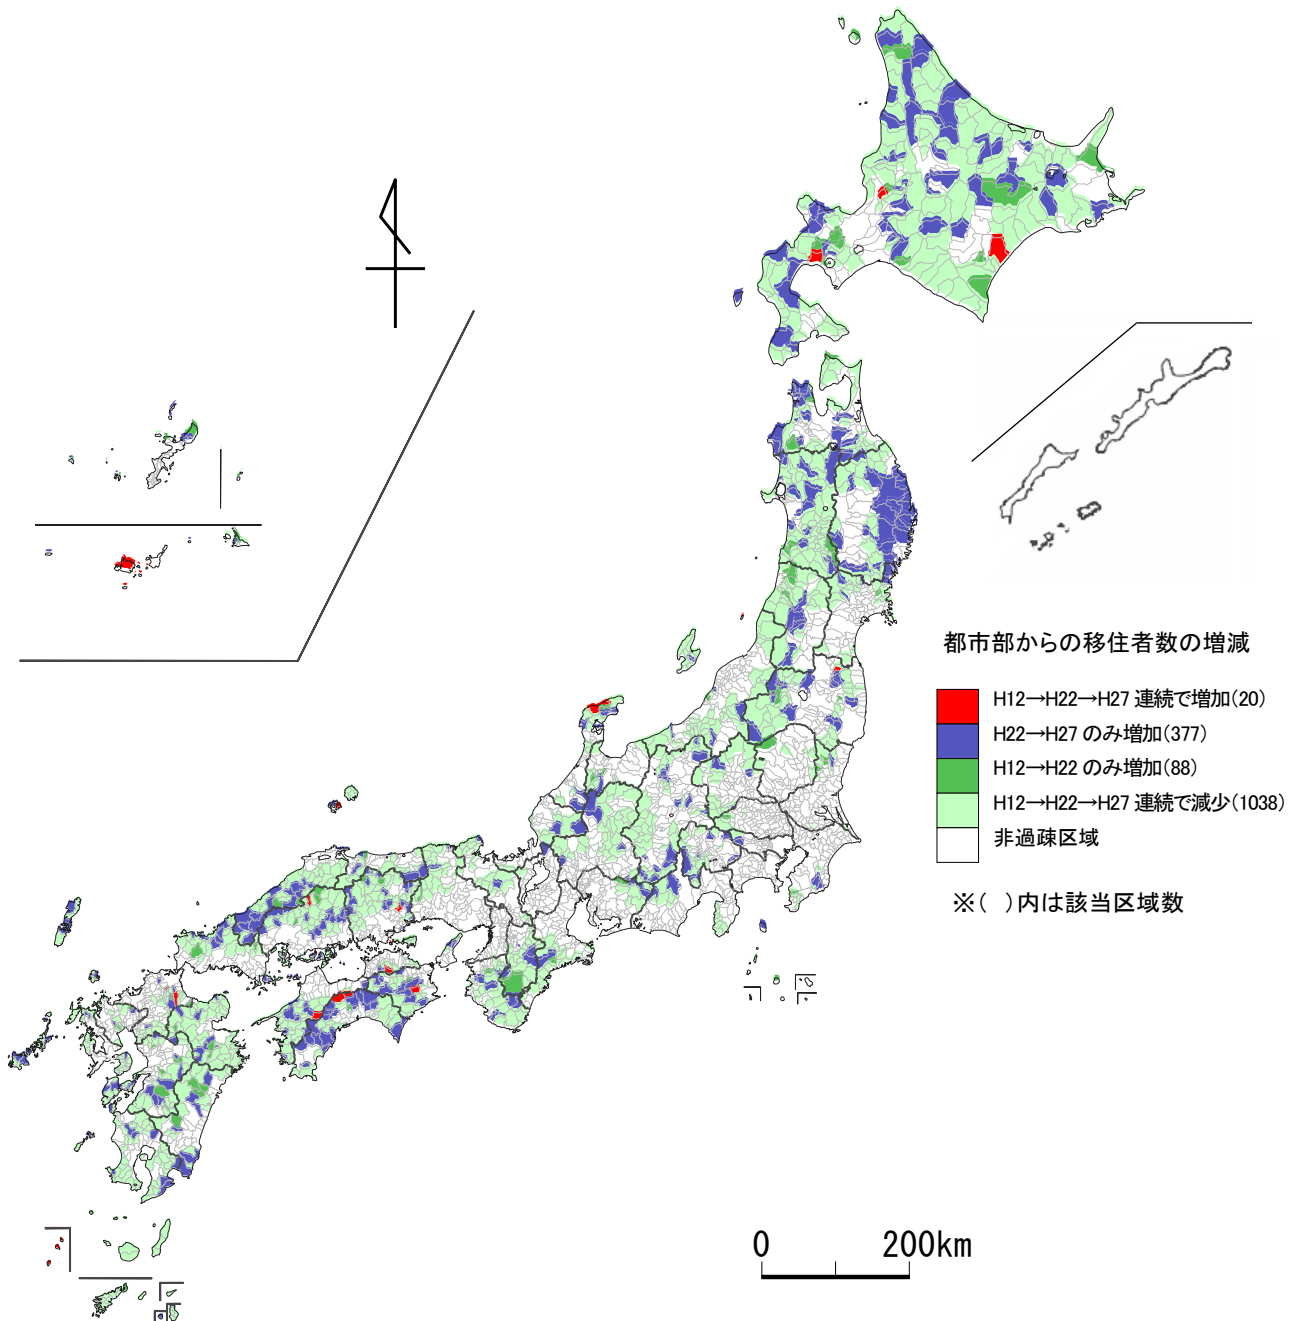 都市部からの移住者数の増減
H12→H22→H27 連続で増加(20)
H22→H27 のみ増加(377)
H12→H22 のみ増加(88)
H12→H22→H27 連続で減少(1038)
非過疎区域
※( )内は該当区域数
0 200km